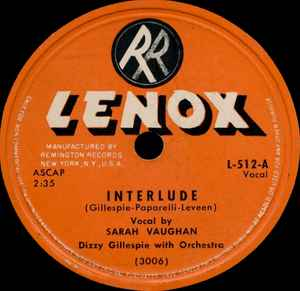 RR
LENOX
MANUFACTURED BY
REMINGTON RECORDS
NEW YORK, N.Y., U.S.A.
ASCAP
2:35
L-512-A
Vocal
INTERLUDE
(Gillespie-Paparelli-Leveen)
Vocal by
SARAH VAUGHAN
Dizzy Gillespie with Orchestra
(3006)